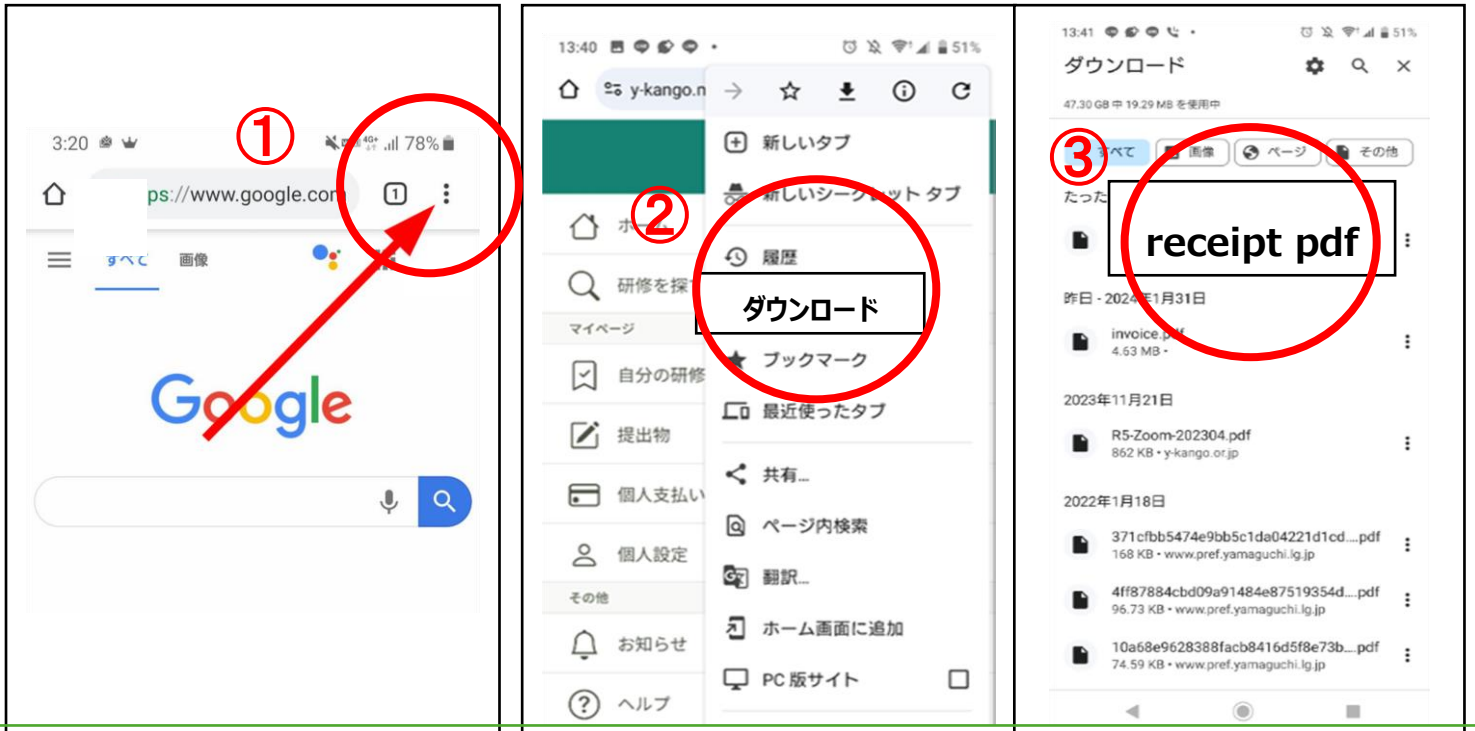 ①
3:20 78%
ps://www.google.com 1
すべて 画像
Google
②
13:40 51%
y-kango.n
新しいタブ
新しいシークレット タブ
ホーム
履歴
研修を探
ダウンロード
マイページ
ブックマーク
自分の研修
最近使ったタブ
提出物
共有...
個人支払い
ページ内検索
個人設定
翻訳...
その他
ホーム画面に追加
お知らせ
PC 版サイト
ヘルプ
③
13:41 51%
ダウンロード
47.30 GB 中 19.29 MB を使用中
すべて 画像 ページ その他
たった
receipt pdf
昨日 - 2024年1月31日
invoice.pdf
4.63 MB •
2023年11月21日
R5-Zoom-202304.pdf
862 KB • y-kango.or.jp
2022年1月18日
371cfbb5474e9bb5c1da04221d1cd....pdf
168 KB • www.pref.yamaguchi.lg.jp
4ff87884cbd09a91484e87519354d....pdf
96.73 KB • www.pref.yamaguchi.lg.jp
10a68e9628388facb8416d5f8e73b....pdf
74.59 KB • www.pref.yamaguchi.lg.jp